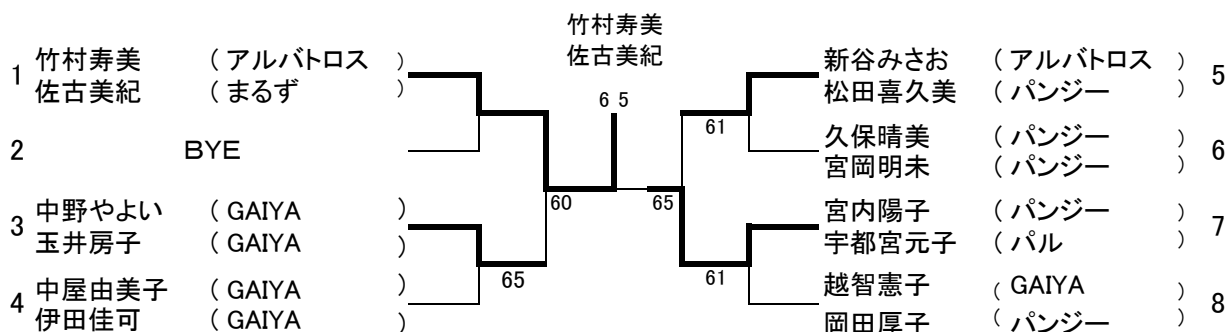 竹村寿美
佐古美紀
1 竹村寿美 ( アルバトロス )
佐古美紀 ( まるず )
2 BYE
3 中野やよい ( GAIYA )
玉井房子 ( GAIYA )
4 中屋由美子 ( GAIYA )
伊田佳可 ( GAIYA )
6 5
60
65
新谷みさお ( アルバトロス ) 5
松田喜久美 ( パンジー )
久保晴美 ( パンジー ) 6
宮岡明未 ( パンジー )
宮内陽子 ( パンジー ) 7
宇都宮元子 ( パル )
越智憲子 ( GAIYA ) 8
岡田厚子 ( パンジー )
61
65
61